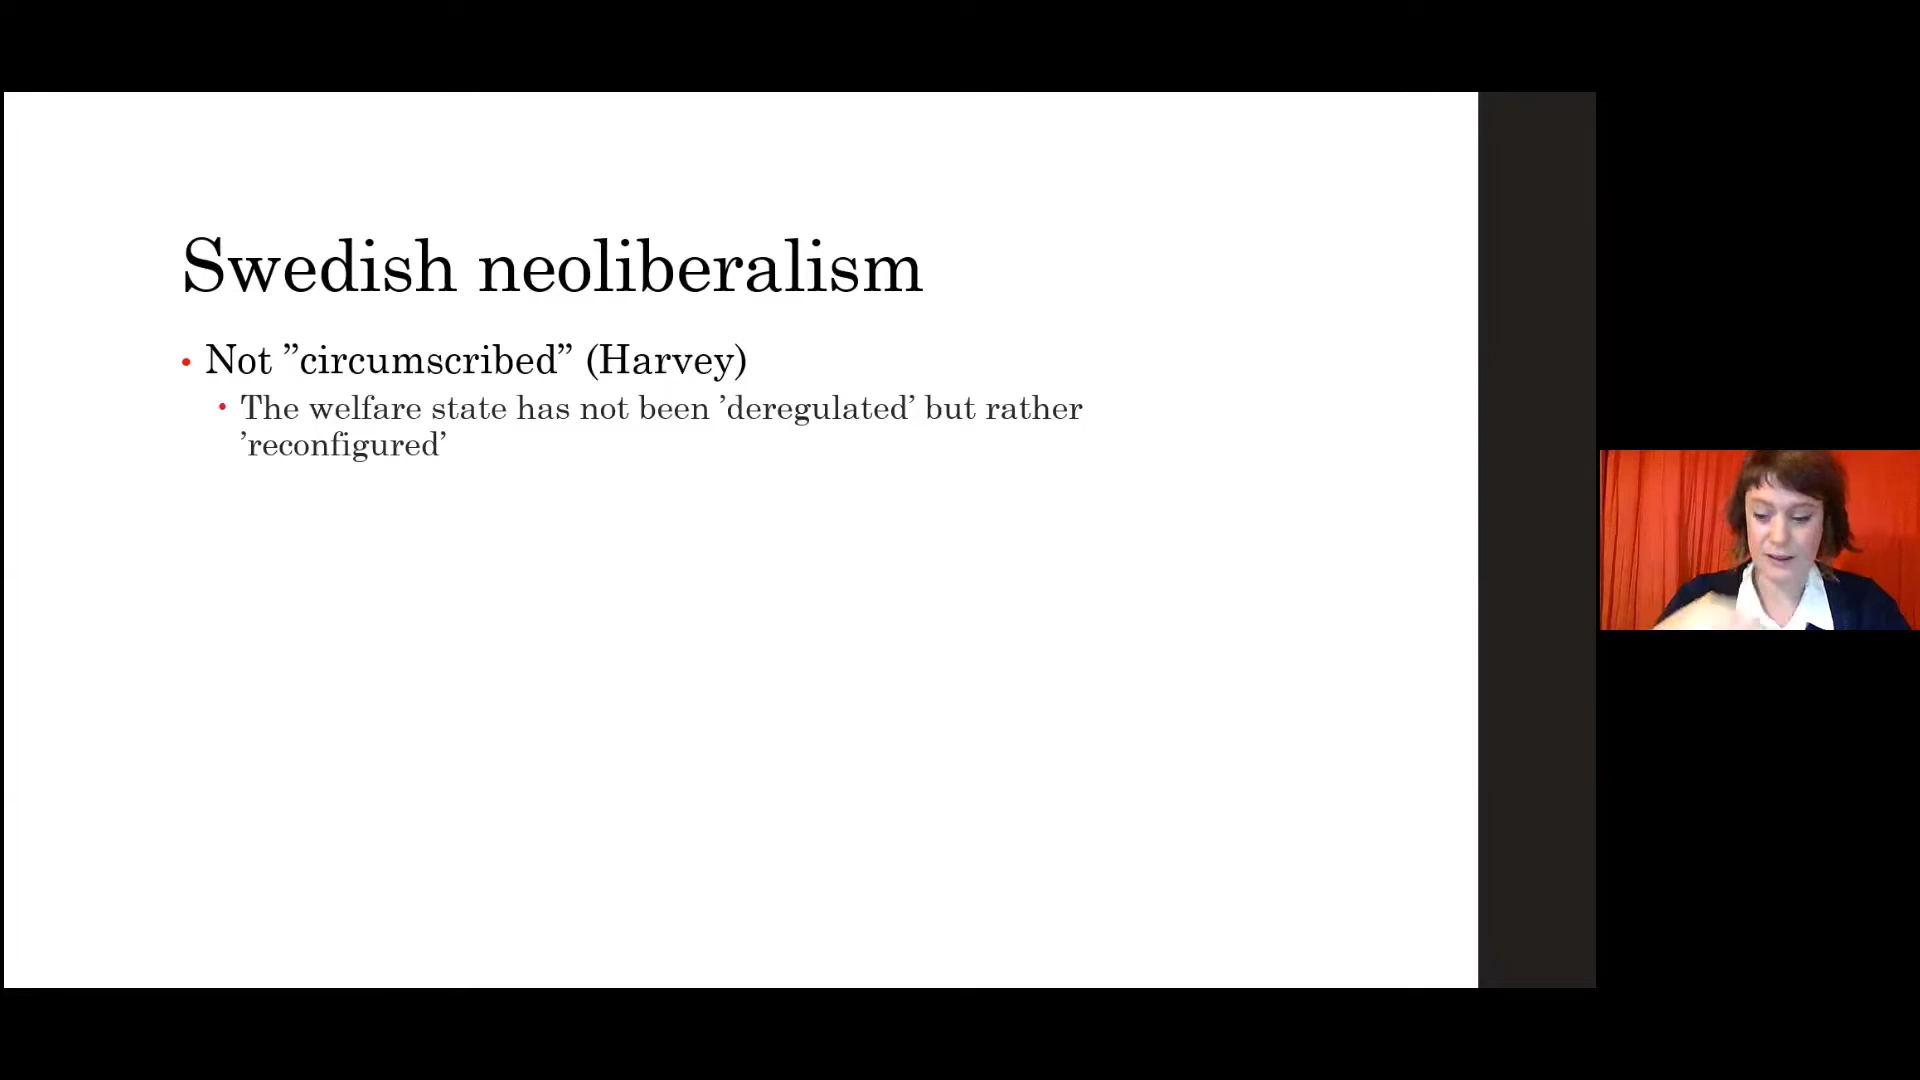 Swedish neoliberalism
• Not ”circumscribed” (Harvey)
• The welfare state has not been ’deregulated’ but rather
’reconfigured’